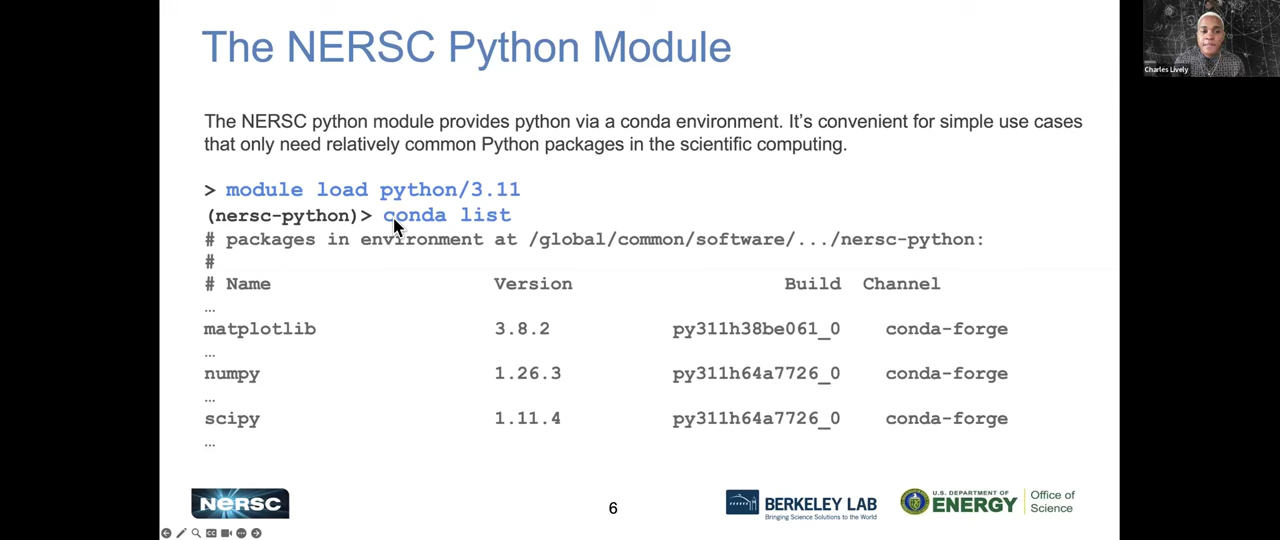 The NERSC Python Module
Charles Lively
The NERSC python module provides python via a conda environment. It's convenient for simple use cases
that only need relatively common Python packages in the scientific computing.
> module load python/3.11
(nersc-python)> conda list
# packages in environment at /global/common/software/.../nersc-python:
#
# Name Version Build Channel
…
matplotlib 3.8.2 py311h38be061_0 conda-forge
…
numpy 1.26.3 py311h64a7726_0 conda-forge
…
scipy 1.11.4 py311h64a7726_0 conda-forge
…
NERSC
6
BERKELEY LAB
Bringing Science Solutions to the World
U.S. DEPARTMENT OF
ENERGY
Office of
Science